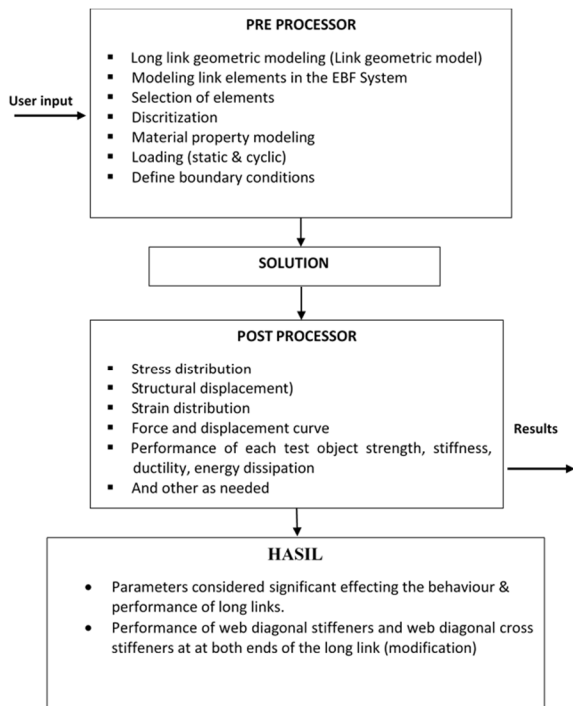 PRE PROCESSOR
▪ Long link geometric modeling (Link geometric model)
▪ Modeling link elements in the EBF System
▪ Selection of elements
▪ Discritization
▪ Material property modeling
▪ Loading (static & cyclic)
▪ Define boundary conditions
User input
SOLUTION
POST PROCESSOR
▪ Stress distribution
▪ Structural displacement)
▪ Strain distribution
▪ Force and displacement curve
▪ Performance of each test object strength, stiffness,
ductility, energy dissipation
▪ And other as needed
Results
HASIL
• Parameters considered significant effecting the behaviour &
performance of long links.
• Performance of web diagonal stiffeners and web diagonal cross
stiffeners at at both ends of the long link (modification)